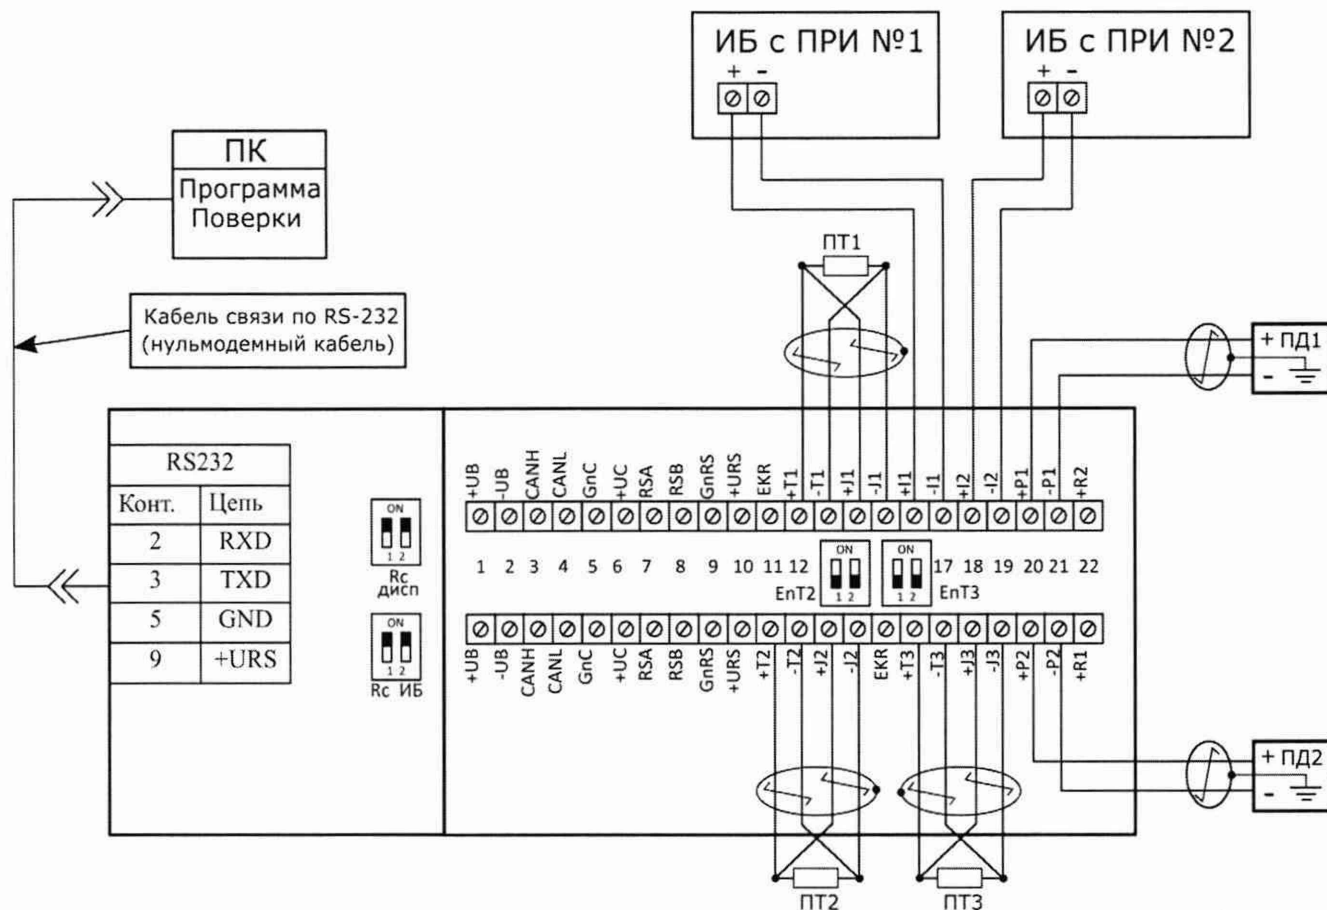 ИБ с ПРИ №1
+ -
ИБ с ПРИ №2
+ -
ПК
Программа
Поверки
ПТ1
Кабель связи по RS-232
(нульмодемный кабель)
+ ПД1
-
RS232
Конт. Цепь
2 RXD
3 TXD
5 GND
9 +URS
ON
1 2
Rc
дисп
ON
1 2
Rc ИБ
+UB -UB CANH CANL GnC +UC RSA RSB GnRS +URS EKR +T1 -T1 +J1 -J1 +I1 -I1 +I2 -I2 +P1 -P1 +R2
1 2 3 4 5 6 7 8 9 10 11 12 17 18 19 20 21 22
EnT2
ON
1 2
ON
1 2
EnT3
+UB -UB CANH CANL GnC +UC RSA RSB GnRS +URS +T2 -T2 +J2 -J2 EKR +T3 -T3 +J3 -J3 +P2 -P2 +R1
+ ПД2
-
ПТ2
ПТ3